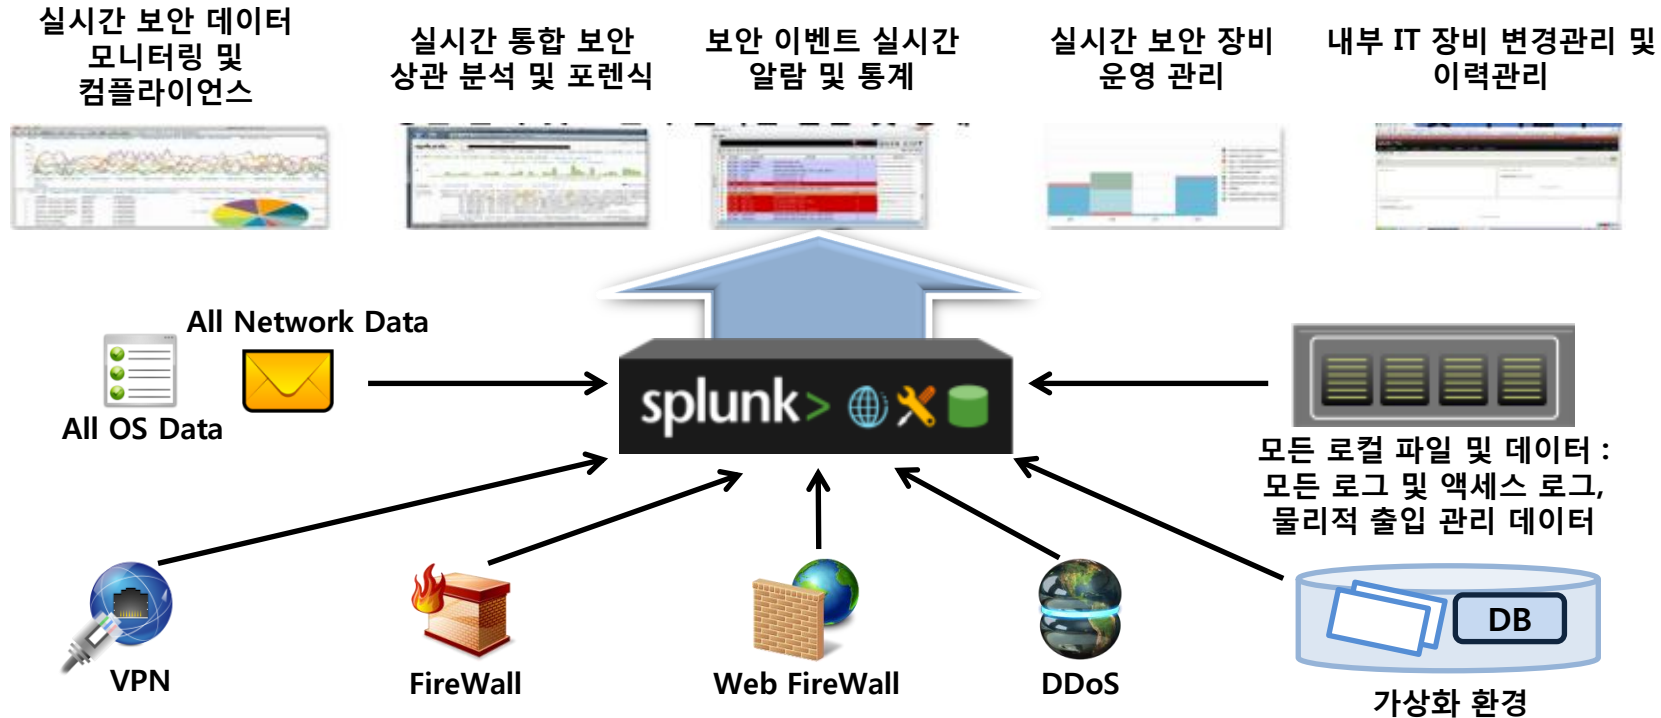 실시간 보안 데이터
모니터링 및
컴플라이언스
실시간 통합 보안
상관 분석 및 포렌식
보안 이벤트 실시간
알람 및 통계
실시간 보안 장비
운영 관리
내부 IT 장비 변경관리 및
이력관리
splunk>
All Network Data
All OS Data
splunk>
모든 로컬 파일 및 데이터 :
모든 로그 및 액세스 로그,
물리적 출입 관리 데이터
VPN
FireWall
Web FireWall
DDoS
DB
가상화 환경